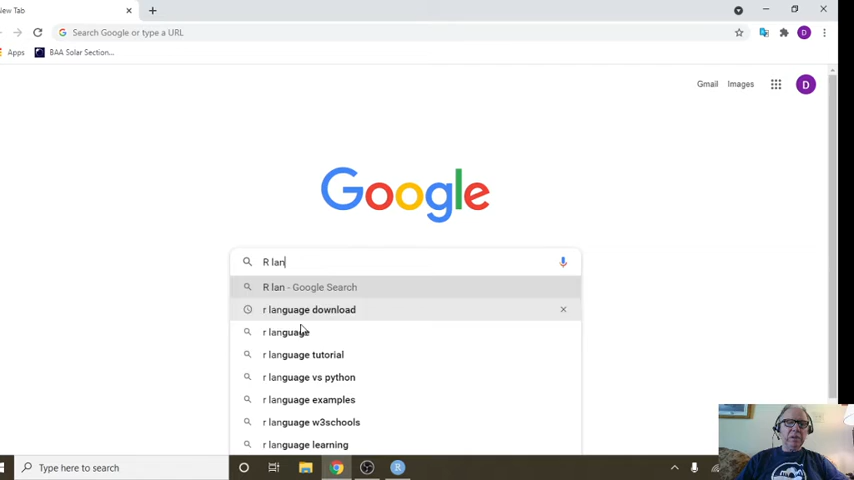 New Tab
Search Google or type a URL
Apps
BAA Solar Section...
Gmail
Images
D
Google
R lan
R lan - Google Search
r language download
r language
r language tutorial
r language vs python
r language examples
r language w3schools
r language learning
Type here to search